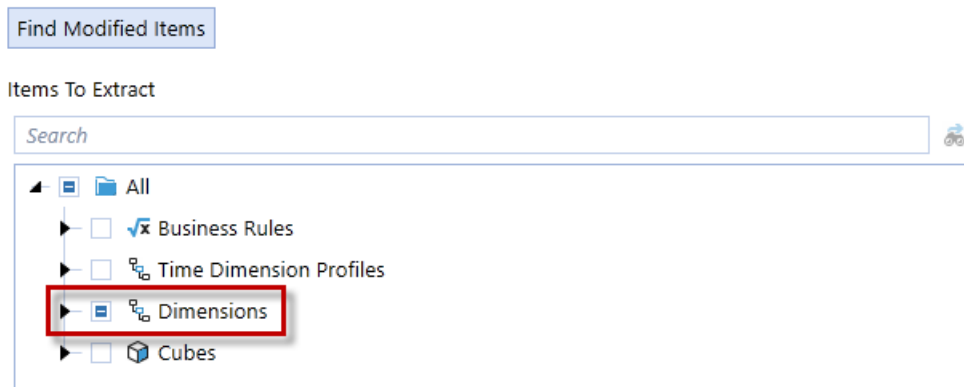 Find Modified Items
Items To Extract
Search
All
Business Rules
Time Dimension Profiles
Dimensions
Cubes